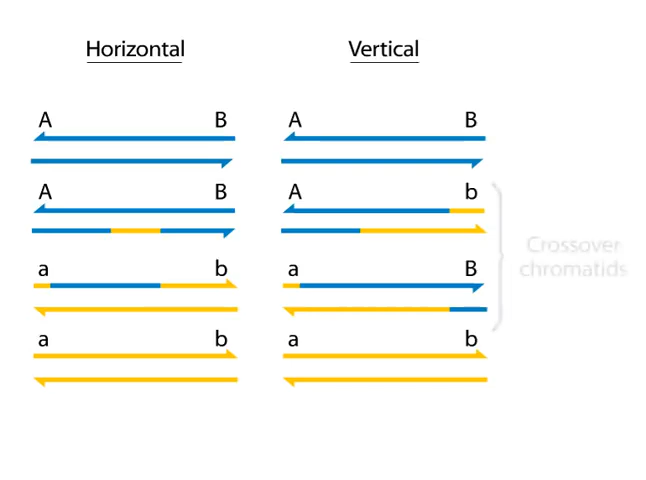 Horizontal Vertical
A B A B
A B A b
a b a B
Crossover
chromatids
a b a b